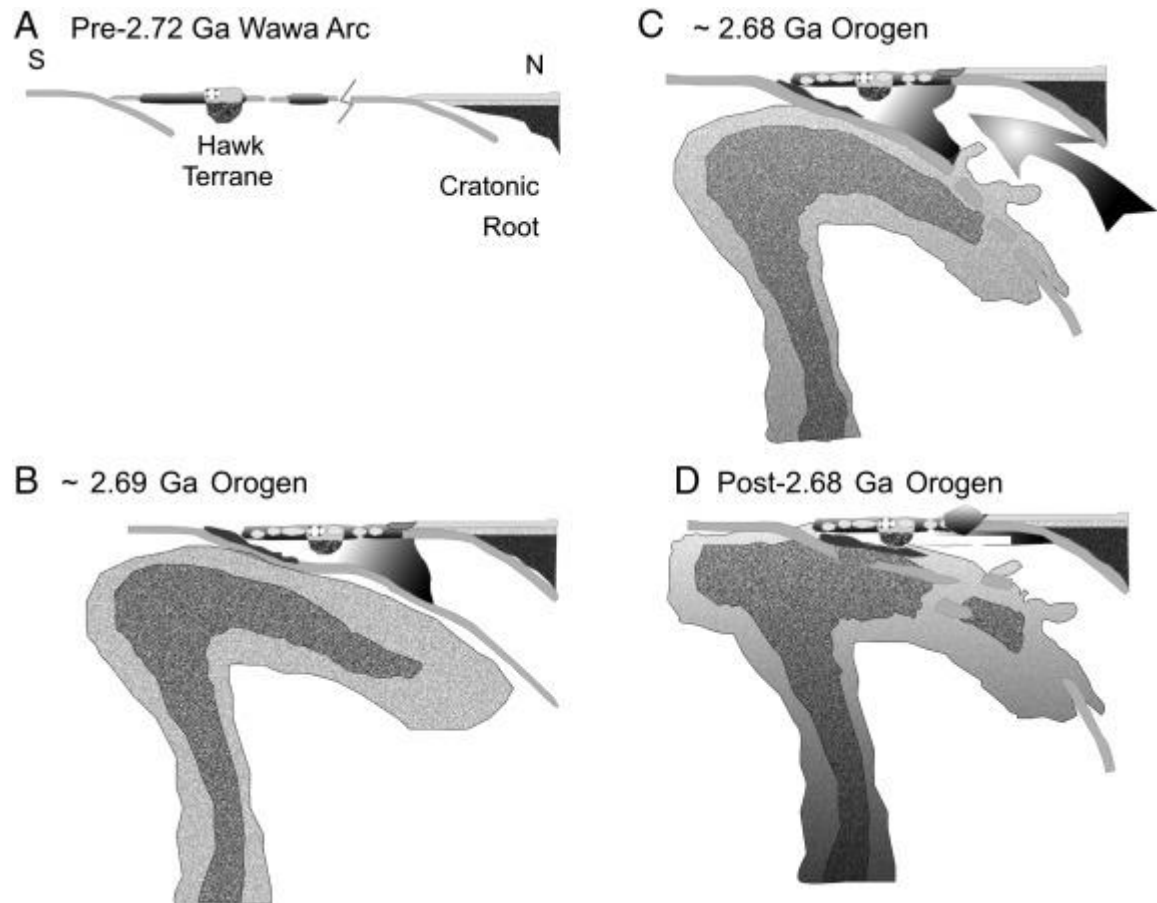 A Pre-2.72 Ga Wawa Arc
S
N
Hawk
Terrane
Cratonic
Root
B ~ 2.69 Ga Orogen
C ~ 2.68 Ga Orogen
D Post-2.68 Ga Orogen